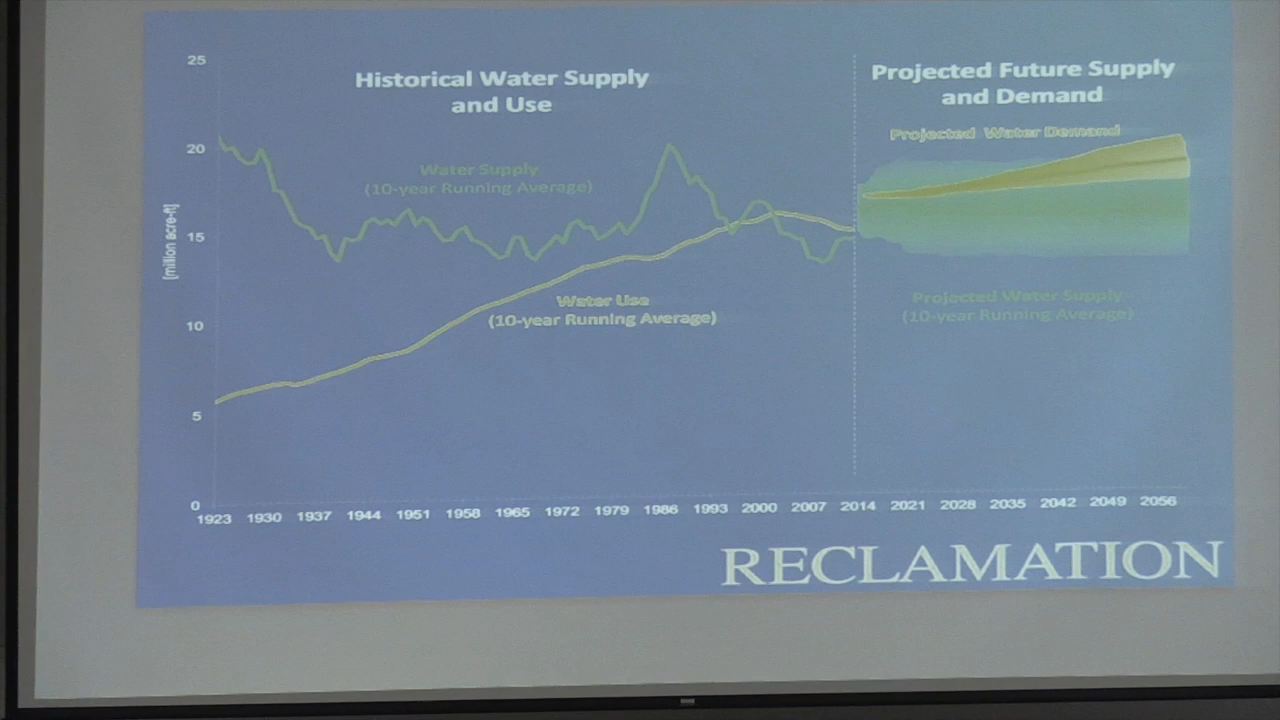 Historical Water Supply
and Use
Projected Future Supply
and Demand
Projected Water Demand
Water Supply
(10-year Running Average)
Water Use
(10-year Running Average)
Projected Water Supply
(10-year Running Average)
[million acre-ft]
25
20
15
10
5
0
1923 1930 1937 1944 1951 1958 1965 1972 1979 1986 1993 2000 2007 2014 2021 2028 2035 2042 2049 2056
RECLAMATION